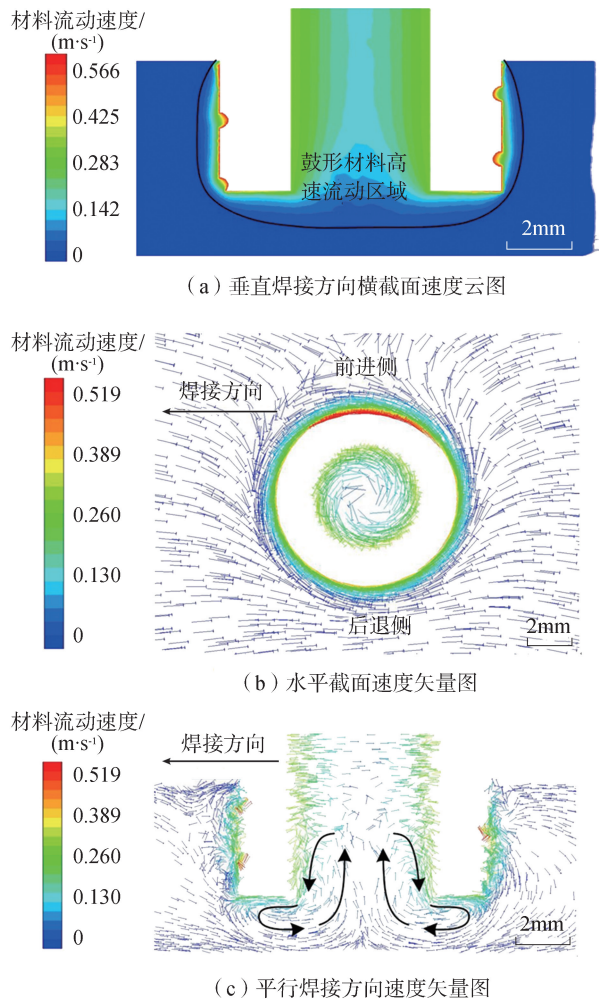 材料流动速度/
(m·s⁻¹)
0.566
0.425
0.283
0.142
0
鼓形材料高
速流动区域
2mm
（a）垂直焊接方向横截面速度云图
材料流动速度/
(m·s⁻¹)
0.519
0.389
0.260
0.130
0
焊接方向
前进侧
后退侧
2mm
（b）水平截面速度矢量图
材料流动速度/
(m·s⁻¹)
0.519
0.389
0.260
0.130
0
焊接方向
2mm
（c）平行焊接方向速度矢量图